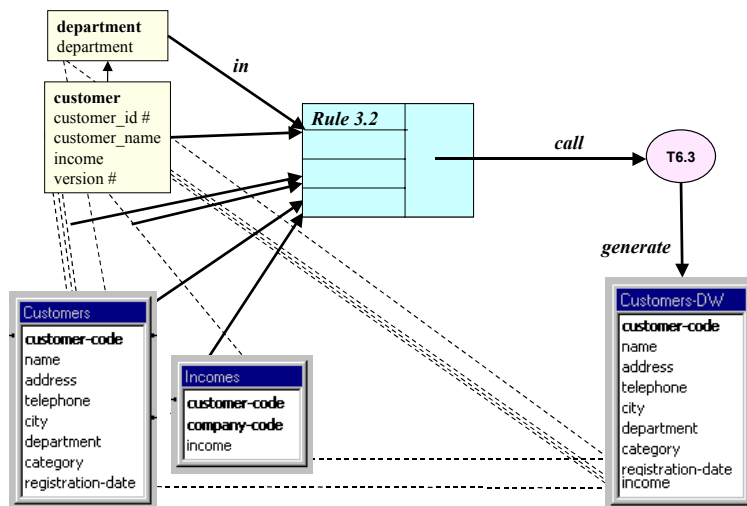 department
department
in
customer
customer_id #
customer_name
income
version #
Rule 3.2
call
T6.3
generate
Customers
customer-code
name
address
telephone
city
department
category
registration-date
Incomes
customer-code
company-code
income
Customers-DW
customer-code
name
address
telephone
city
department
category
registration-date
income